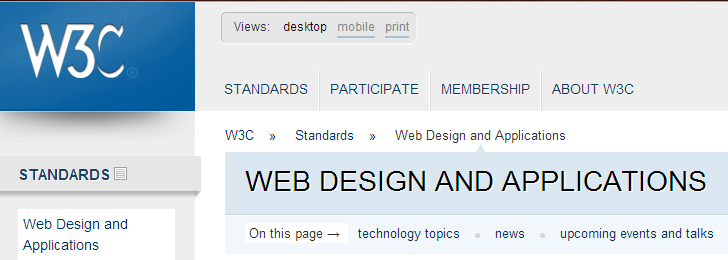 W3C®
Views: desktop mobile print
STANDARDS PARTICIPATE MEMBERSHIP ABOUT W3C
W3C » Standards » Web Design and Applications
STANDARDS
Web Design and
Applications
WEB DESIGN AND APPLICATIONS
On this page → technology topics • news • upcoming events and talks